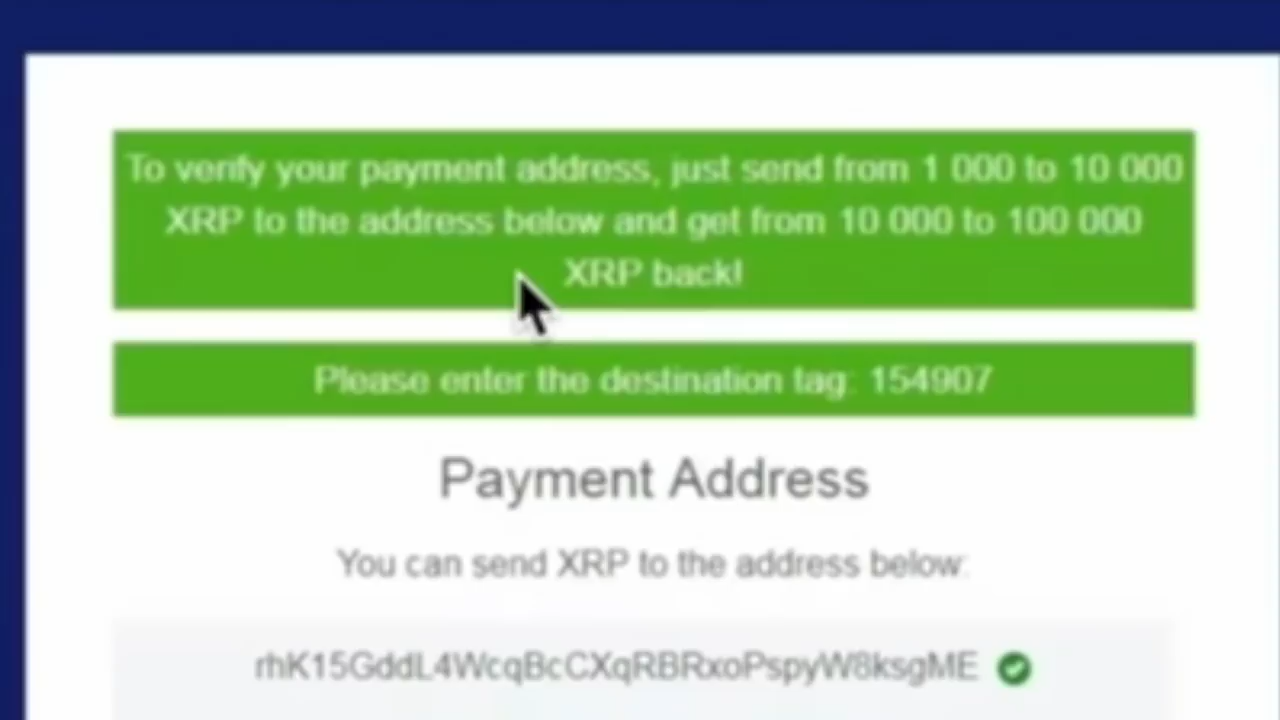 To verify your payment address, just send from 1 000 to 10 000
XRP to the address below and get from 10 000 to 100 000
XRP back!
Please enter the destination tag: 154907
Payment Address
You can send XRP to the address below:
rhK15GddL4WcqBcCXqRBRxoPspyW8ksgME